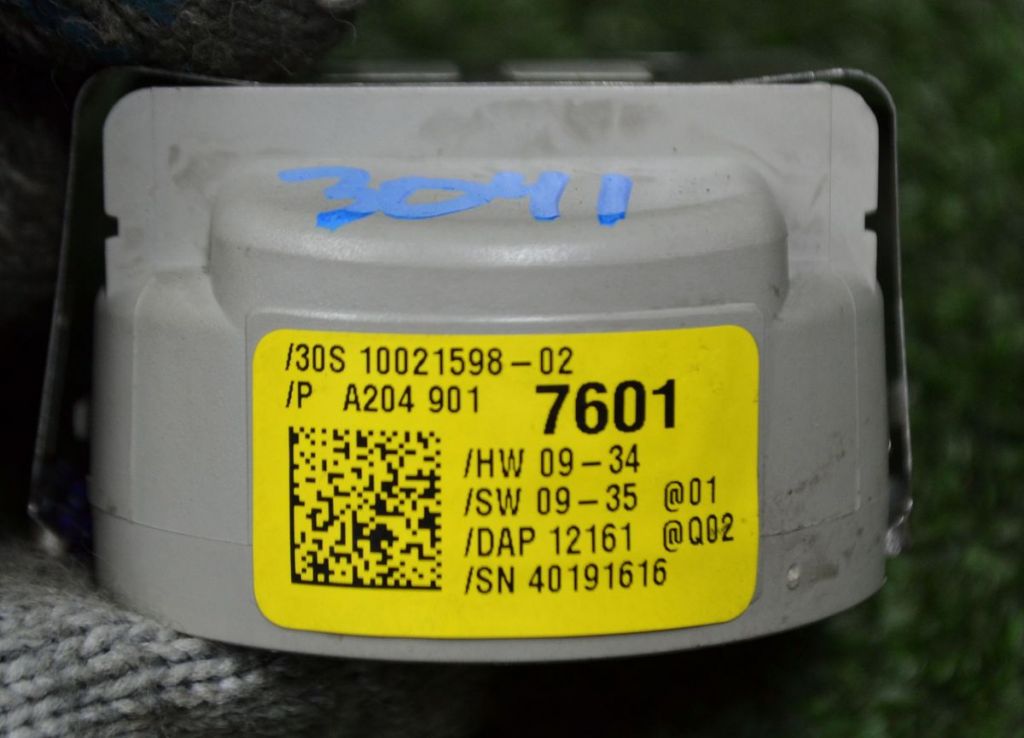 3041
/30S 10021598-02
/P A204 901 7601
/HW 09-34
/SW 09-35 @01
/DAP 12161 @Q02
/SN 40191616